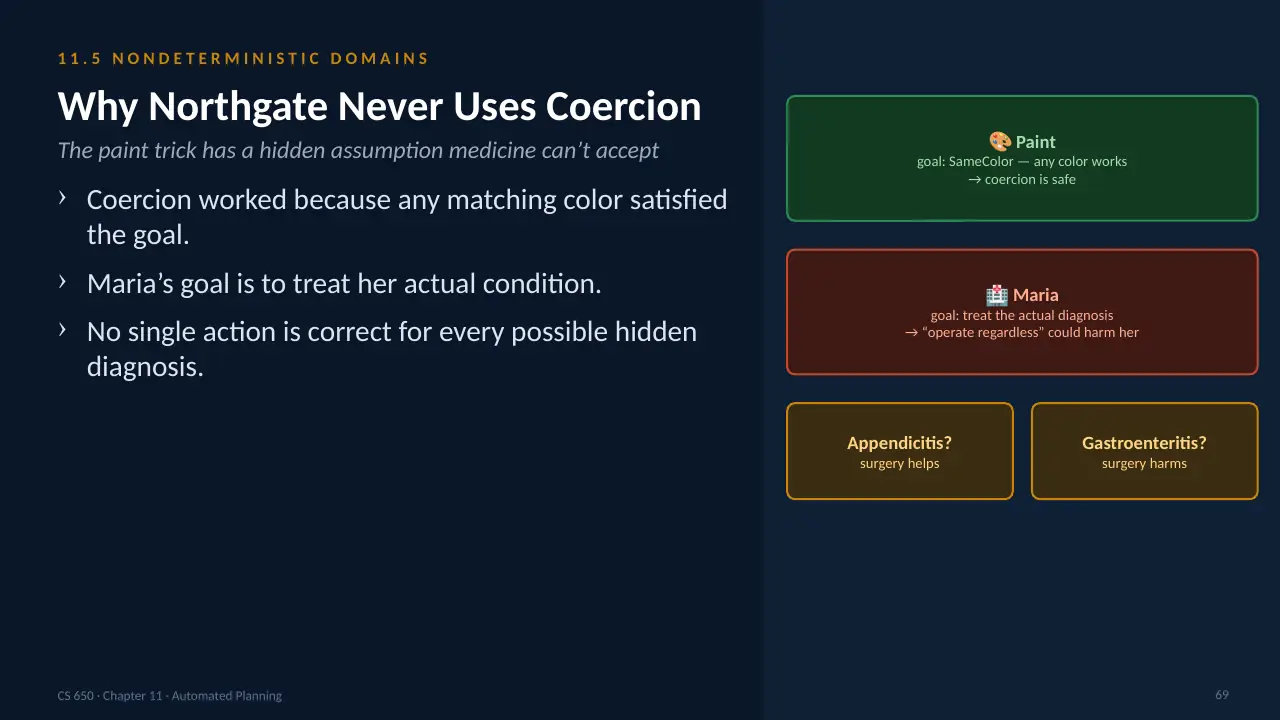 11.5 NONDETERMINISTIC DOMAINS
Why Northgate Never Uses Coercion
The paint trick has a hidden assumption medicine can’t accept
› Coercion worked because any matching color satisfied
the goal.
› Maria’s goal is to treat her actual condition.
› No single action is correct for every possible hidden
diagnosis.
🎨 Paint
goal: SameColor — any color works
→ coercion is safe
🏥 Maria
goal: treat the actual diagnosis
→ “operate regardless” could harm her
Appendicitis?
surgery helps
Gastroenteritis?
surgery harms
CS 650 · Chapter 11 · Automated Planning
69